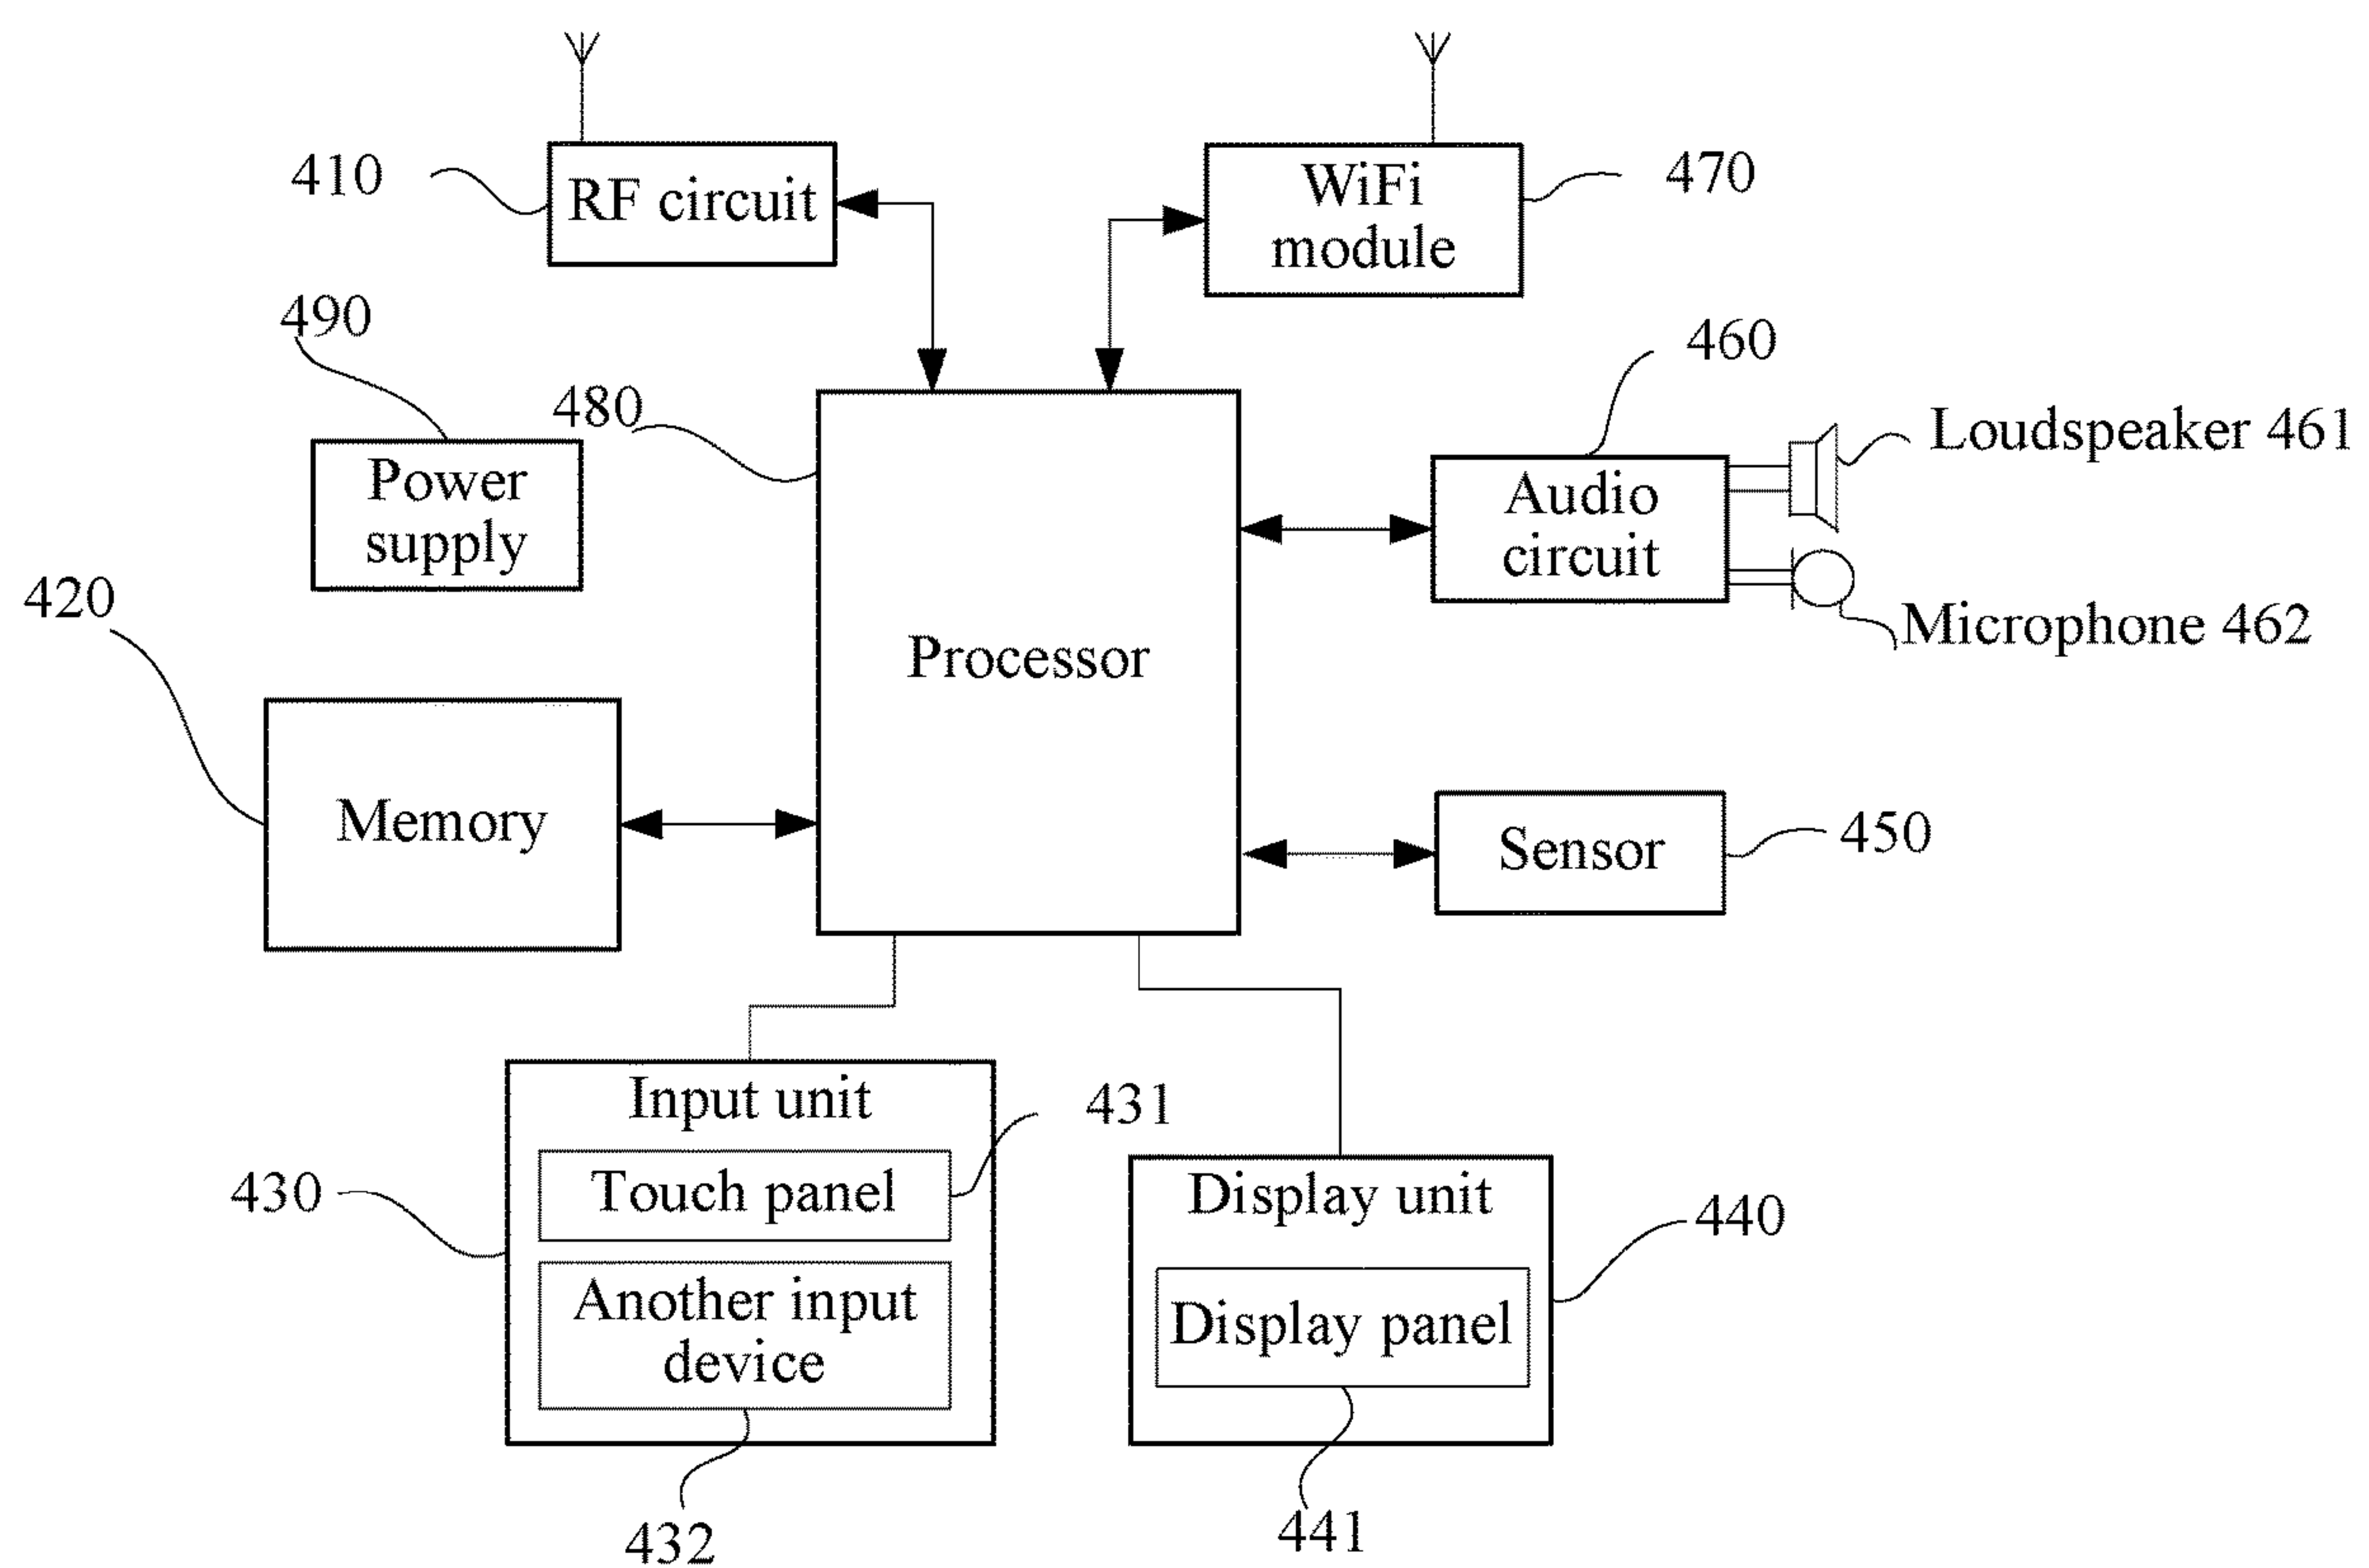 410
RF circuit
WiFi
module
470
490
480
460
Power
supply
Audio
circuit
Loudspeaker 461
Microphone 462
420
Processor
Memory
Sensor
450
Input unit
431
430
Touch panel
Another input
device
432
Display unit
440
Display panel
441